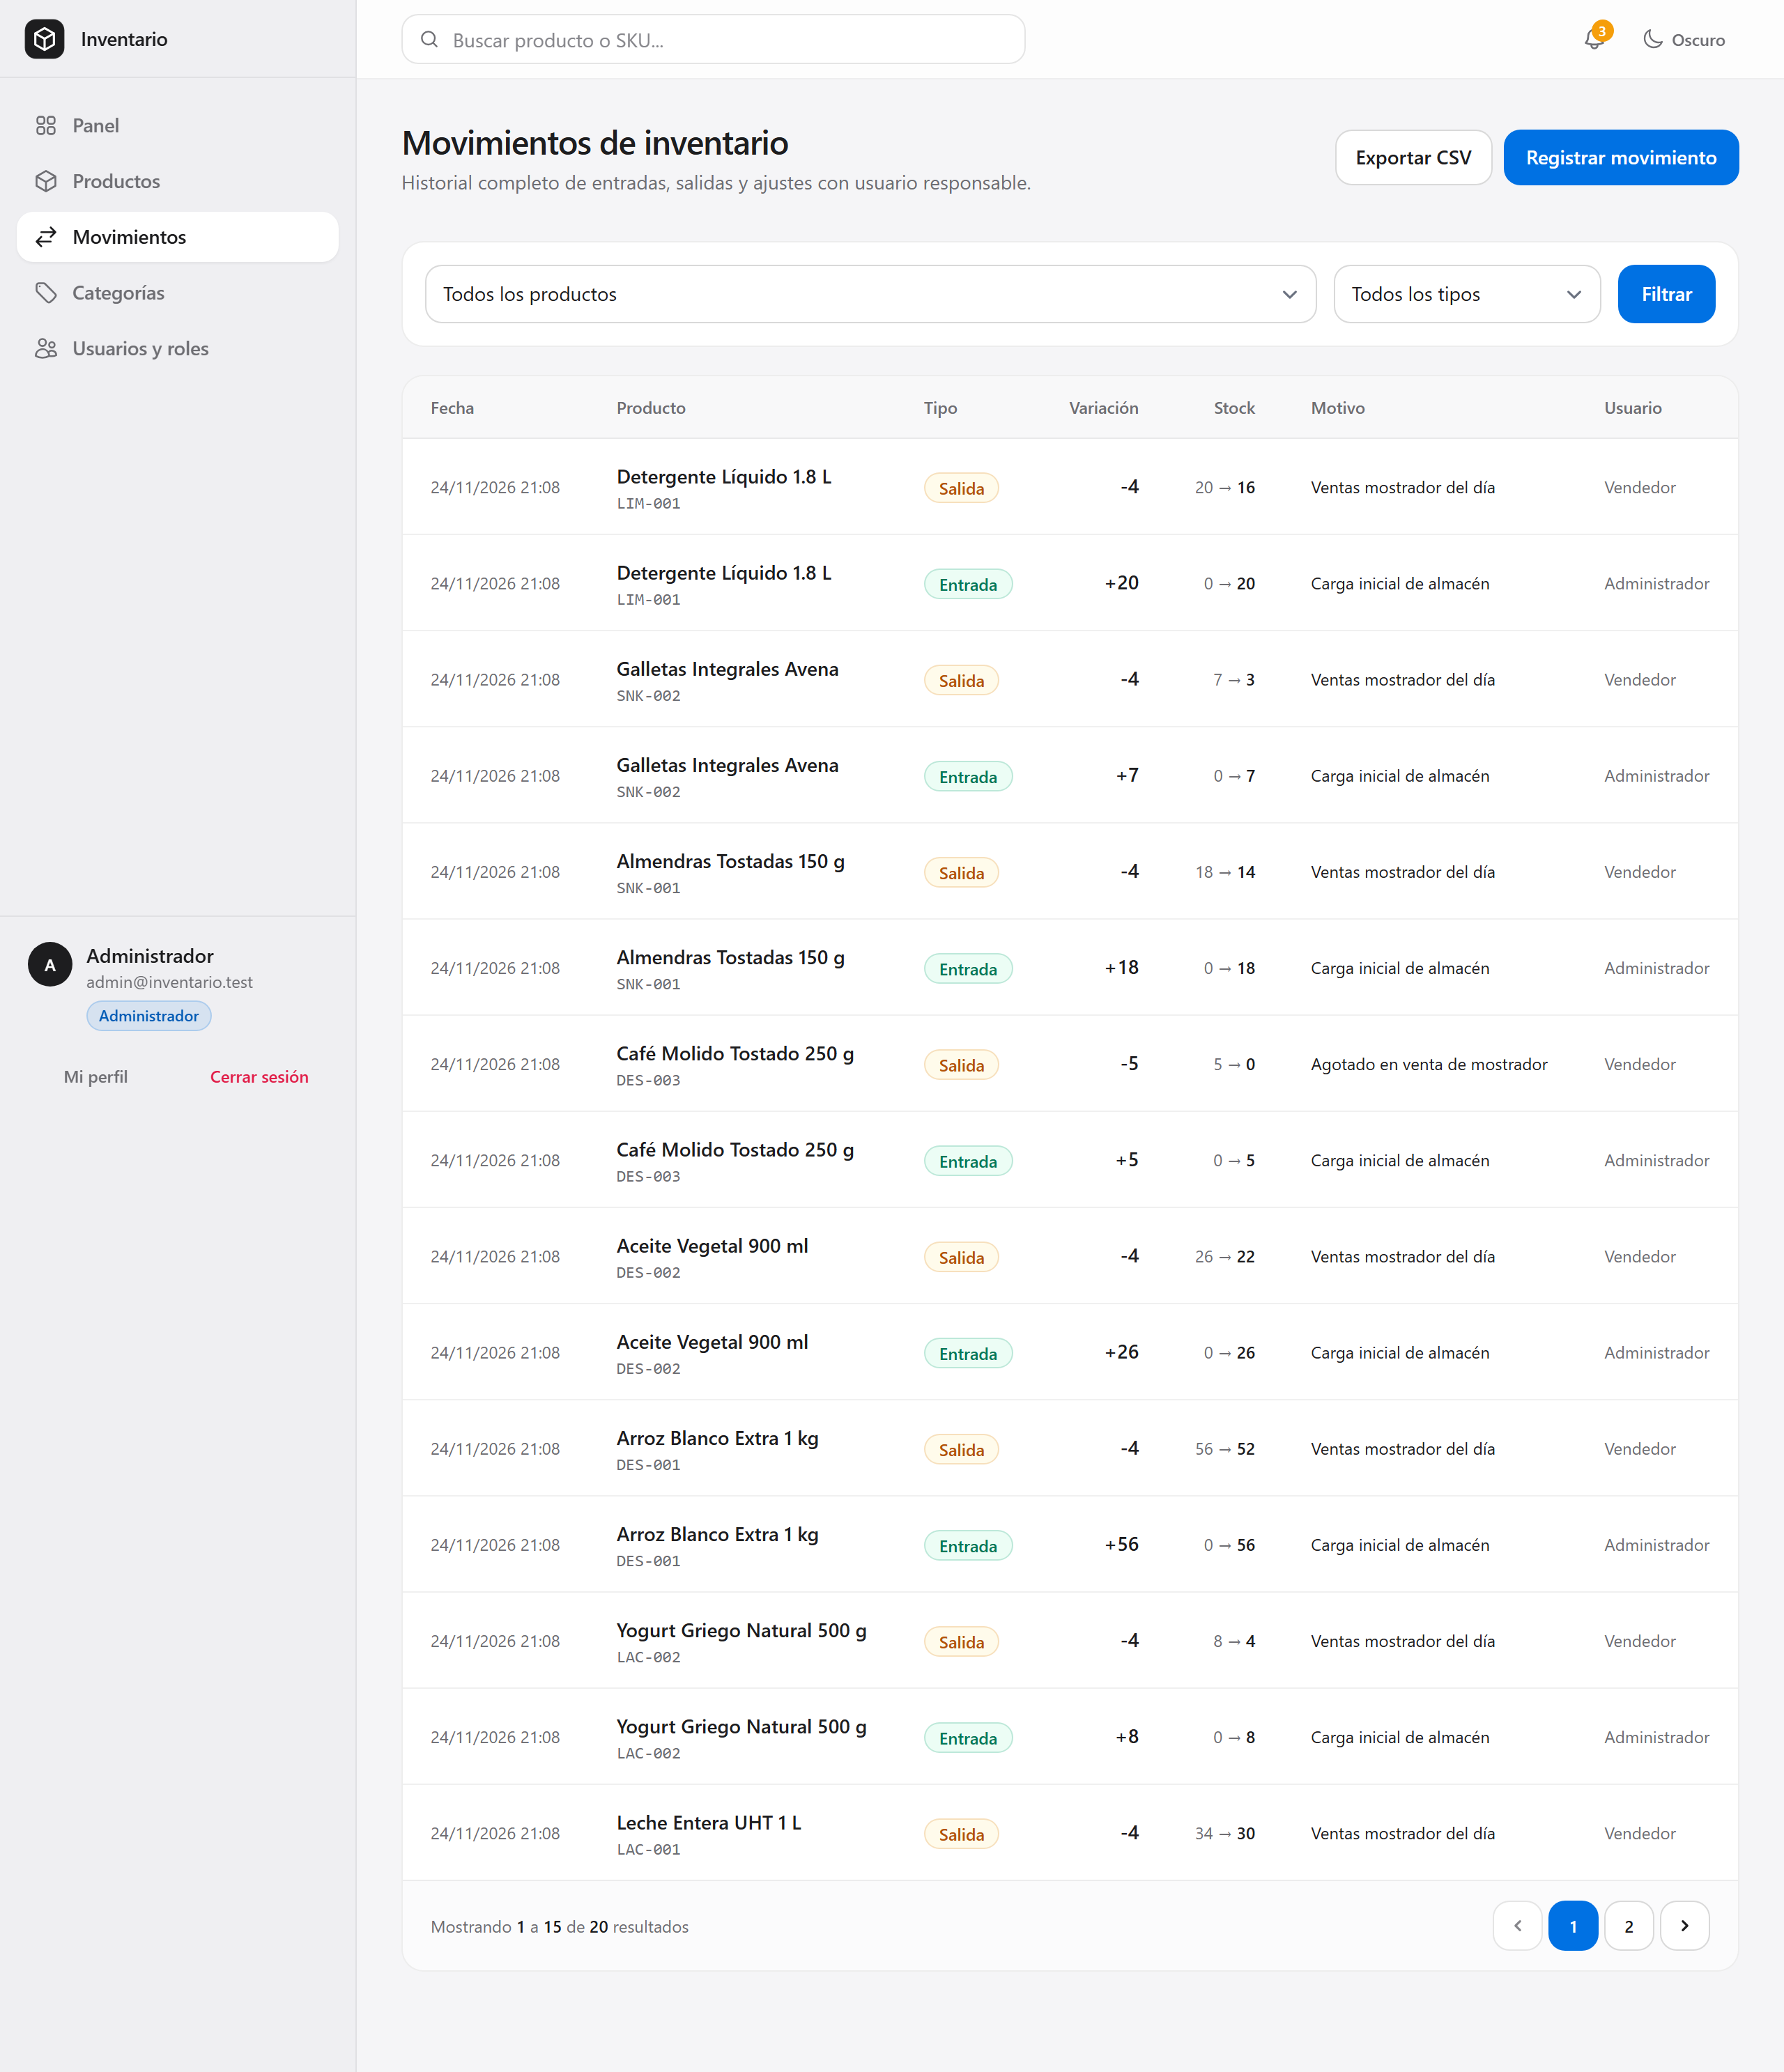 Inventario
Buscar producto o SKU...
3
Oscuro
Panel
Productos
Movimientos
Categorías
Usuarios y roles
A
Administrador
admin@inventario.test
Administrador
Mi perfil
Cerrar sesión
Movimientos de inventario
Historial completo de entradas, salidas y ajustes con usuario responsable.
Exportar CSV
Registrar movimiento
Todos los productos
Todos los tipos
Filtrar
Fecha Producto Tipo Variación Stock Motivo Usuario
24/11/2026 21:08 Detergente Líquido 1.8 L Salida -4 20 → 16 Ventas mostrador del día Vendedor
LIM-001
24/11/2026 21:08 Detergente Líquido 1.8 L Entrada +20 0 → 20 Carga inicial de almacén Administrador
LIM-001
24/11/2026 21:08 Galletas Integrales Avena Salida -4 7 → 3 Ventas mostrador del día Vendedor
SNK-002
24/11/2026 21:08 Galletas Integrales Avena Entrada +7 0 → 7 Carga inicial de almacén Administrador
SNK-002
24/11/2026 21:08 Almendras Tostadas 150 g Salida -4 18 → 14 Ventas mostrador del día Vendedor
SNK-001
24/11/2026 21:08 Almendras Tostadas 150 g Entrada +18 0 → 18 Carga inicial de almacén Administrador
SNK-001
24/11/2026 21:08 Café Molido Tostado 250 g Salida -5 5 → 0 Agotado en venta de mostrador Vendedor
DES-003
24/11/2026 21:08 Café Molido Tostado 250 g Entrada +5 0 → 5 Carga inicial de almacén Administrador
DES-003
24/11/2026 21:08 Aceite Vegetal 900 ml Salida -4 26 → 22 Ventas mostrador del día Vendedor
DES-002
24/11/2026 21:08 Aceite Vegetal 900 ml Entrada +26 0 → 26 Carga inicial de almacén Administrador
DES-002
24/11/2026 21:08 Arroz Blanco Extra 1 kg Salida -4 56 → 52 Ventas mostrador del día Vendedor
DES-001
24/11/2026 21:08 Arroz Blanco Extra 1 kg Entrada +56 0 → 56 Carga inicial de almacén Administrador
DES-001
24/11/2026 21:08 Yogurt Griego Natural 500 g Salida -4 8 → 4 Ventas mostrador del día Vendedor
LAC-002
24/11/2026 21:08 Yogurt Griego Natural 500 g Entrada +8 0 → 8 Carga inicial de almacén Administrador
LAC-002
24/11/2026 21:08 Leche Entera UHT 1 L Salida -4 34 → 30 Ventas mostrador del día Vendedor
LAC-001
Mostrando 1 a 15 de 20 resultados
1 2